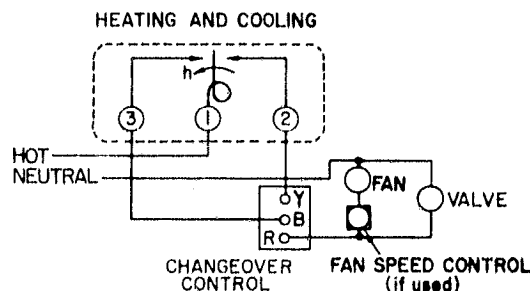 HEATING AND COOLING
h
3 1 2
HOT
NEUTRAL
Y
B
R
FAN
VALVE
CHANGEOVER
CONTROL
FAN SPEED CONTROL
(if used)